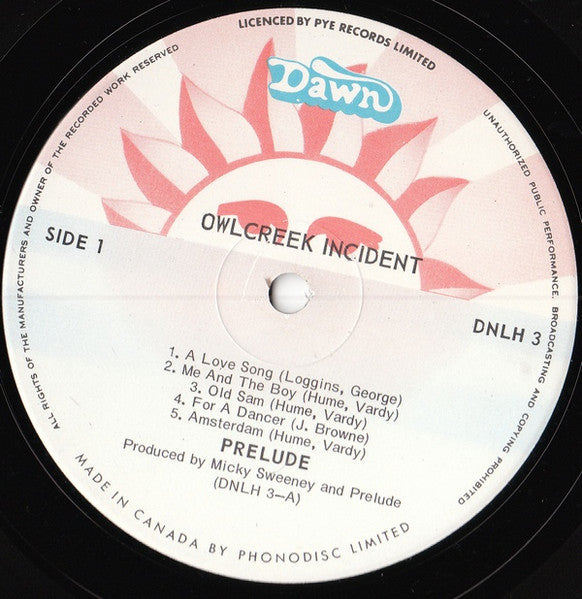 LICENCED BY PYE RECORDS LIMITED
Dawn
ALL RIGHTS OF THE MANUFACTURERS AND OWNER OF THE RECORDED WORK RESERVED
UNAUTHORIZED PUBLIC PERFORMANCE, BROADCASTING AND COPYING PROHIBITED
OWLCREEK INCIDENT
SIDE 1
DNLH 3
1. A Love Song (Loggins, George)
2. Me And The Boy (Hume, Vardy)
3. Old Sam (Hume, Vardy)
4. For A Dancer (J. Browne)
5. Amsterdam (Hume, Vardy)
PRELUDE
Produced by Micky Sweeney and Prelude
(DNLH 3-A)
MADE IN CANADA BY PHONODISC LIMITED